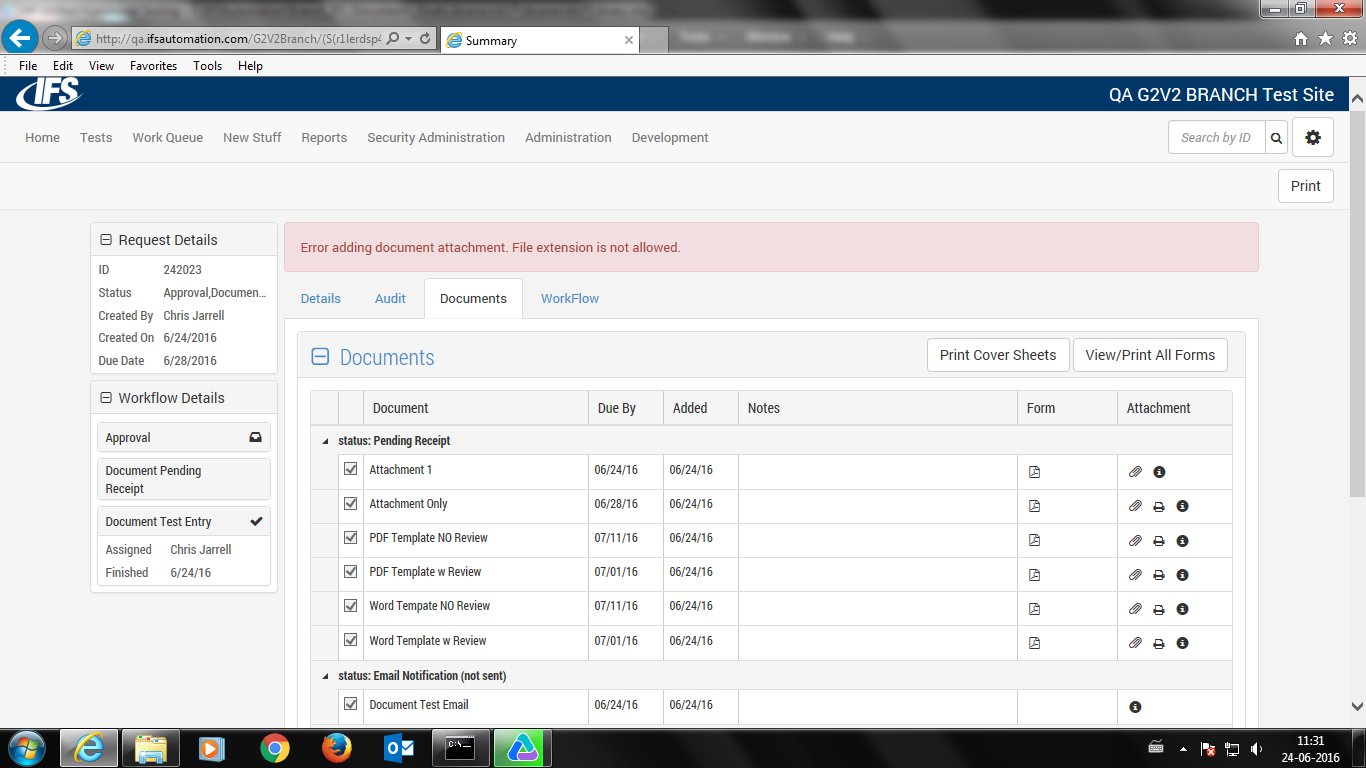 http://qa.ifsautomation.com/G2V2Branch/(S(r1lerdsp4
Summary
File Edit View Favorites Tools Help
IFS
QA G2V2 BRANCH Test Site
Home Tests Work Queue New Stuff Reports Security Administration Administration Development
Search by ID
Print
Request Details
ID 242023
Status Approval,Documen...
Created By Chris Jarrell
Created On 6/24/2016
Due Date 6/28/2016
Workflow Details
Approval
Document Pending
Receipt
Document Test Entry
Assigned Chris Jarrell
Finished 6/24/16
Error adding document attachment. File extension is not allowed.
Details Audit Documents WorkFlow
Documents
Print Cover Sheets View/Print All Forms
Document Due By Added Notes Form Attachment
status: Pending Receipt
Attachment 1 06/24/16 06/24/16
Attachment Only 06/28/16 06/24/16
PDF Template NO Review 07/11/16 06/24/16
PDF Template w Review 07/01/16 06/24/16
Word Tempate NO Review 07/11/16 06/24/16
Word Template w Review 07/01/16 06/24/16
status: Email Notification (not sent)
Document Test Email 06/24/16 06/24/16
11:31
24-06-2016